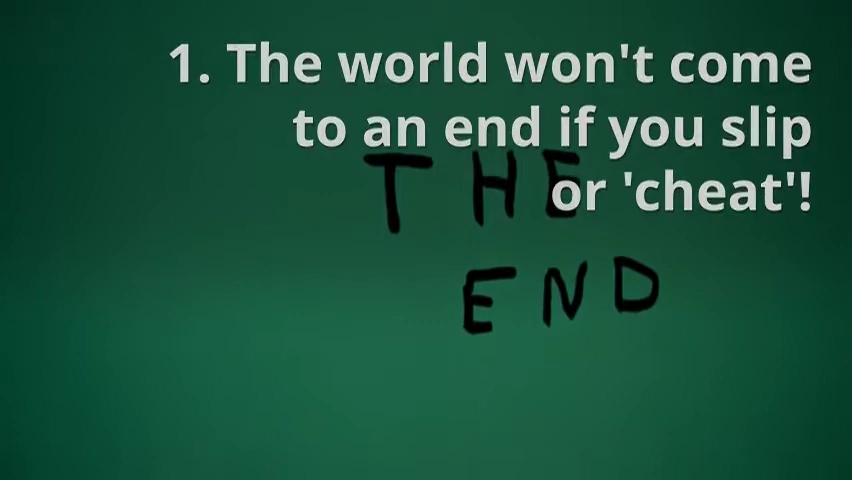 1. The world won't come
to an end if you slip
or 'cheat'!
THE
END